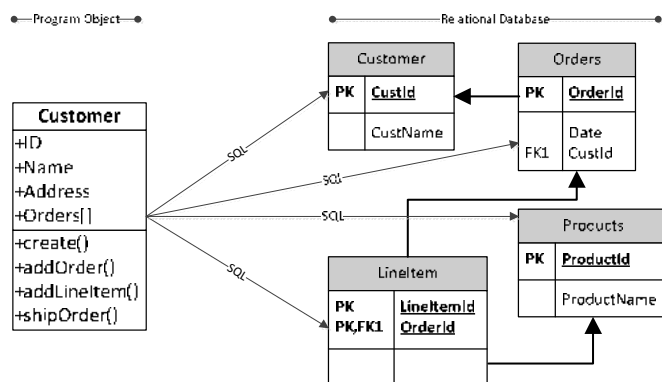 Program Object
Relational Database
Customer
+ID
+Name
+Address
+Orders[]
+create()
+addOrder()
+addLineItem()
+shipOrder()
SQL
SQL
SQL
SQL
Customer
PK CustId
CustName
Orders
PK OrderId
Date
FK1 CustId
Products
PK ProductId
ProductName
LineItem
PK LineItemId
PK,FK1 OrderId